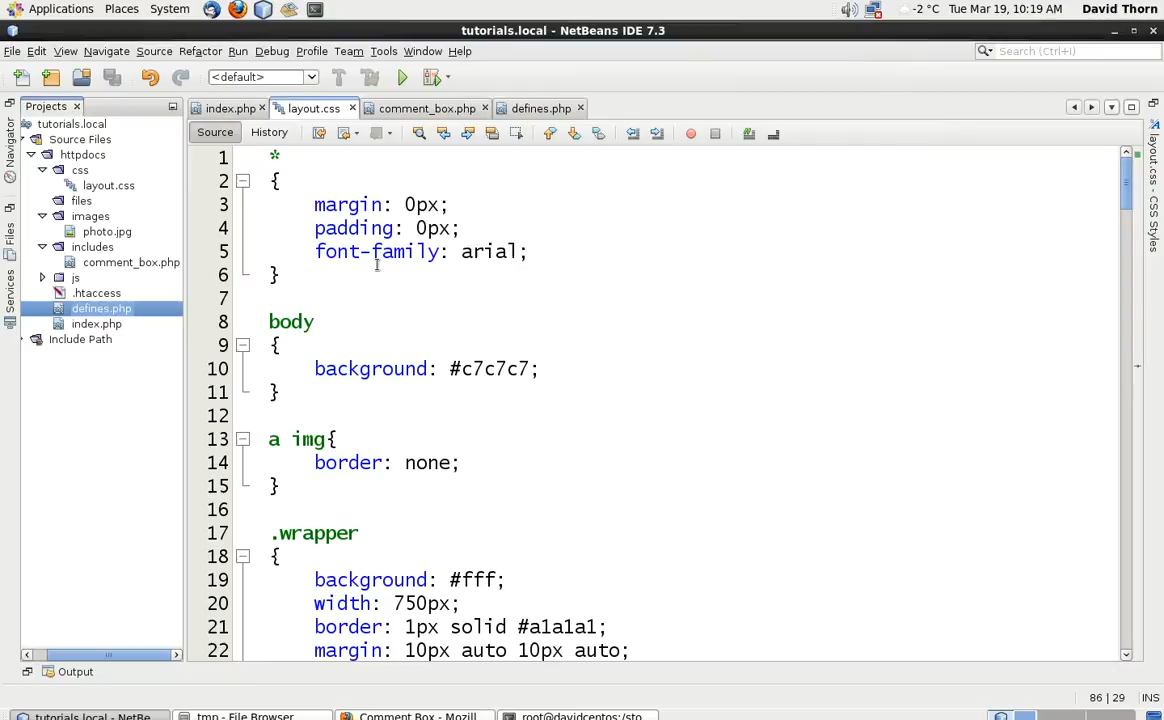 Applications Places System -2 °C Tue Mar 19, 10:19 AM David Thorn
tutorials.local - NetBeans IDE 7.3
File Edit View Navigate Source Refactor Run Debug Profile Team Tools Window Help Search (Ctrl+I)
<default>
Projects index.php layout.css comment_box.php defines.php
Source History
Navigator
Files
Services
tutorials.local
Source Files
httpdocs
css
layout.css
files
images
photo.jpg
includes
comment_box.php
js
.htaccess
defines.php
index.php
Include Path
1 *
2 {
3 margin: 0px;
4 padding: 0px;
5 font-family: arial;
6 }
7
8 body
9 {
10 background: #c7c7c7;
11 }
12
13 a img{
14 border: none;
15 }
16
17 .wrapper
18 {
19 background: #fff;
20 width: 750px;
21 border: 1px solid #a1a1a1;
22 margin: 10px auto 10px auto;
layout.css - CSS Styles
Output
86 | 29 INS
tutorials.local - NetBe... tmp - File Browser Comment Box - Mozill... root@davidcentos:/sto...